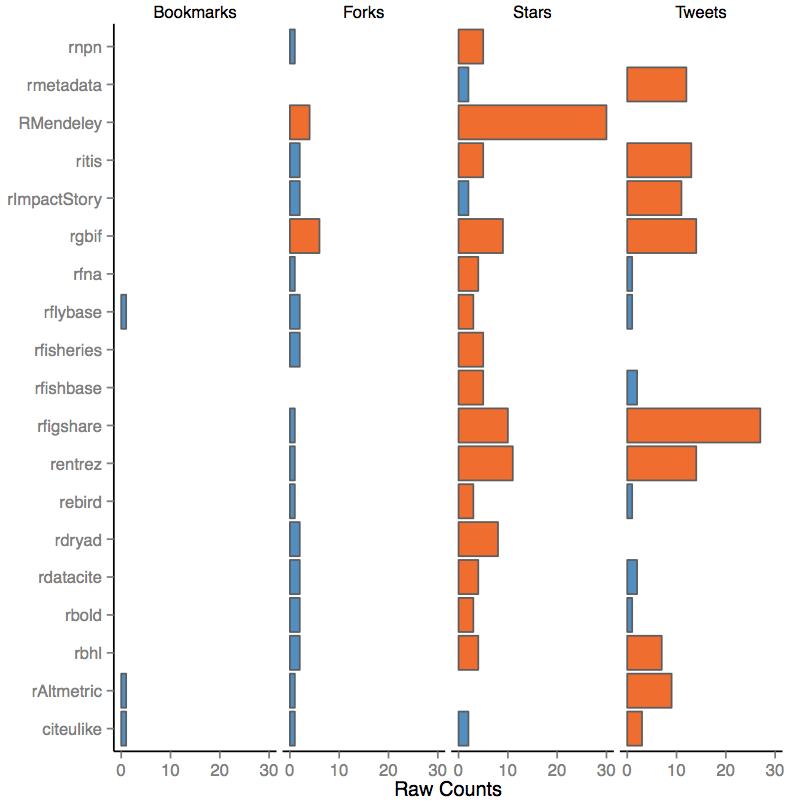 Bookmarks Forks Stars Tweets
rnpn
rmetadata
RMendeley
ritis
rImpactStory
rgbif
rfna
rflybase
rfisheries
rfishbase
rfigshare
rentrez
rebird
rdryad
rdatacite
rbold
rbhl
rAltmetric
citeulike
0 10 20 30 0 10 20 30 0 10 20 30 0 10 20 30
Raw Counts